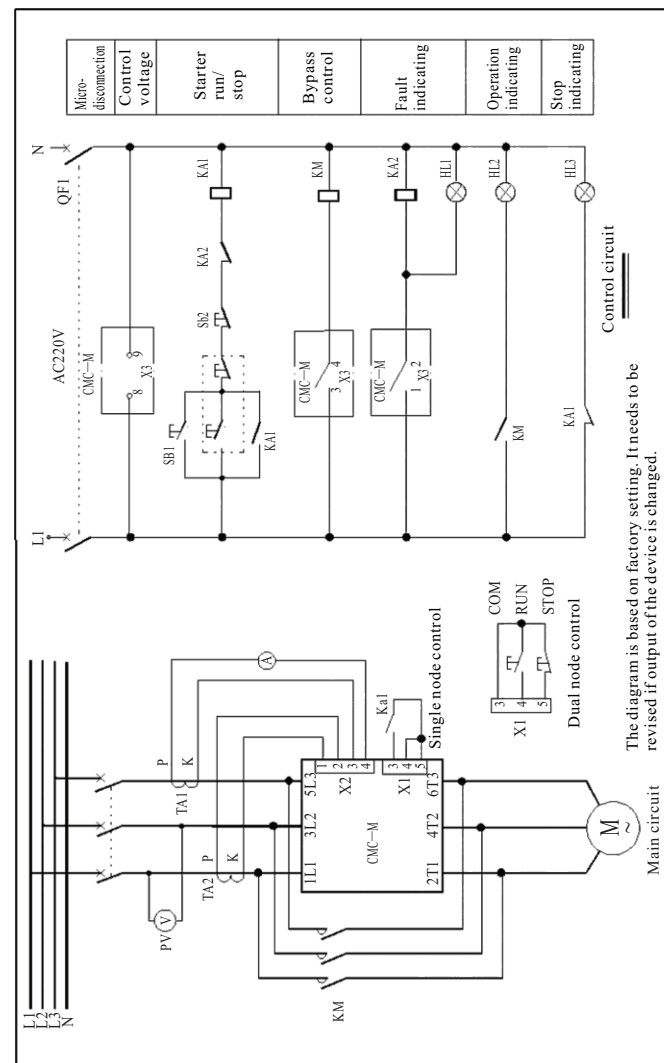 Micro-
disconnection
Control
voltage
Starter
run/
stop
Bypass
control
Fault
indicating
Operation
indicating
Stop
indicating
L1
AC220V
QF1
N
CMC—M
8
9
X3
SB1
KA1
Sb2
KA2
KA1
CMC—M
3
4
X3
KM
CMC—M
1
2
X3
KA2
HL1
KM
HL2
KA1
HL3
Control circuit
L1
L2
L3
N
PV
V
TA2
P
K
TA1
P
K
A
1L1
3L2
5L3
X2
1
2
3
4
CMC—M
X1
3
4
5
Ka1
Single node control
2T1
4T2
6T3
KM
M
~
Main circuit
X1
3
4
5
COM
RUN
STOP
Dual node control
The diagram is based on factory setting. It needs to be
revised if output of the device is changed.